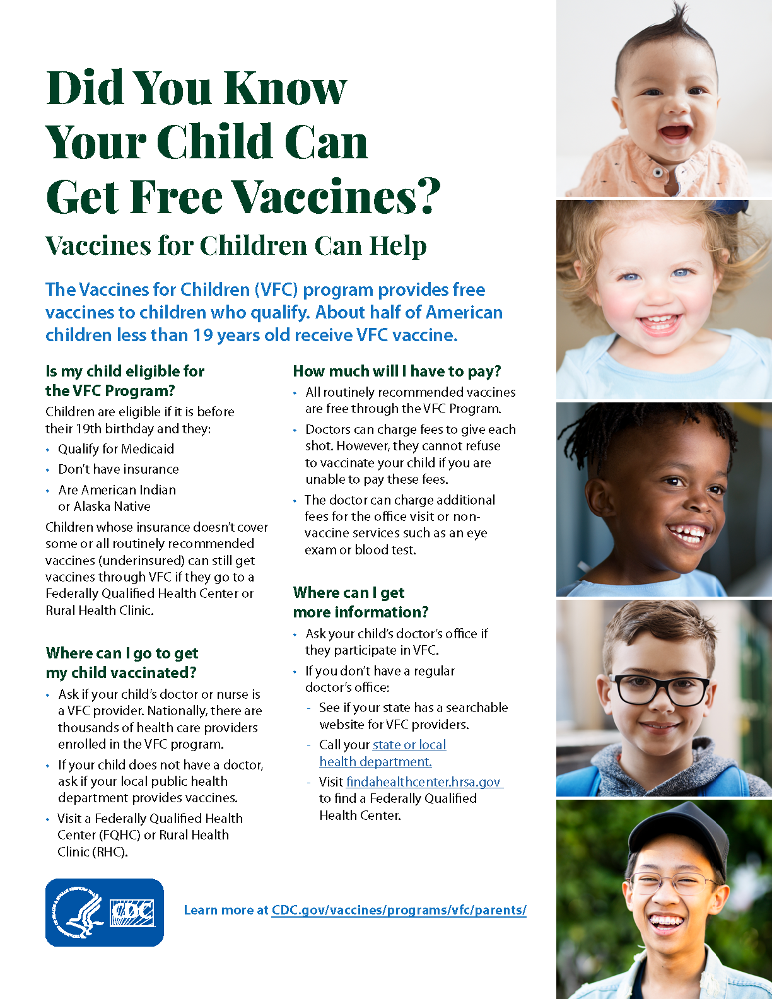 Did You Know
Your Child Can
Get Free Vaccines?
Vaccines for Children Can Help
The Vaccines for Children (VFC) program provides free
vaccines to children who qualify. About half of American
children less than 19 years old receive VFC vaccine.
Is my child eligible for
the VFC Program?
Children are eligible if it is before
their 19th birthday and they:
• Qualify for Medicaid
• Don't have insurance
• Are American Indian
or Alaska Native
Children whose insurance doesn't cover
some or all routinely recommended
vaccines (underinsured) can still get
vaccines through VFC if they go to a
Federally Qualified Health Center or
Rural Health Clinic.
Where can I go to get
my child vaccinated?
• Ask if your child's doctor or nurse is
a VFC provider. Nationally, there are
thousands of health care providers
enrolled in the VFC program.
• If your child does not have a doctor,
ask if your local public health
department provides vaccines.
• Visit a Federally Qualified Health
Center (FQHC) or Rural Health
Clinic (RHC).
How much will I have to pay?
• All routinely recommended vaccines
are free through the VFC Program.
• Doctors can charge fees to give each
shot. However, they cannot refuse
to vaccinate your child if you are
unable to pay these fees.
• The doctor can charge additional
fees for the office visit or non-
vaccine services such as an eye
exam or blood test.
Where can I get
more information?
• Ask your child's doctor's office if
they participate in VFC.
• If you don't have a regular
doctor's office:
- See if your state has a searchable
website for VFC providers.
- Call your state or local
health department.
- Visit findahealthcenter.hrsa.gov
to find a Federally Qualified
Health Center.
CDC
Learn more at CDC.gov/vaccines/programs/vfc/parents/